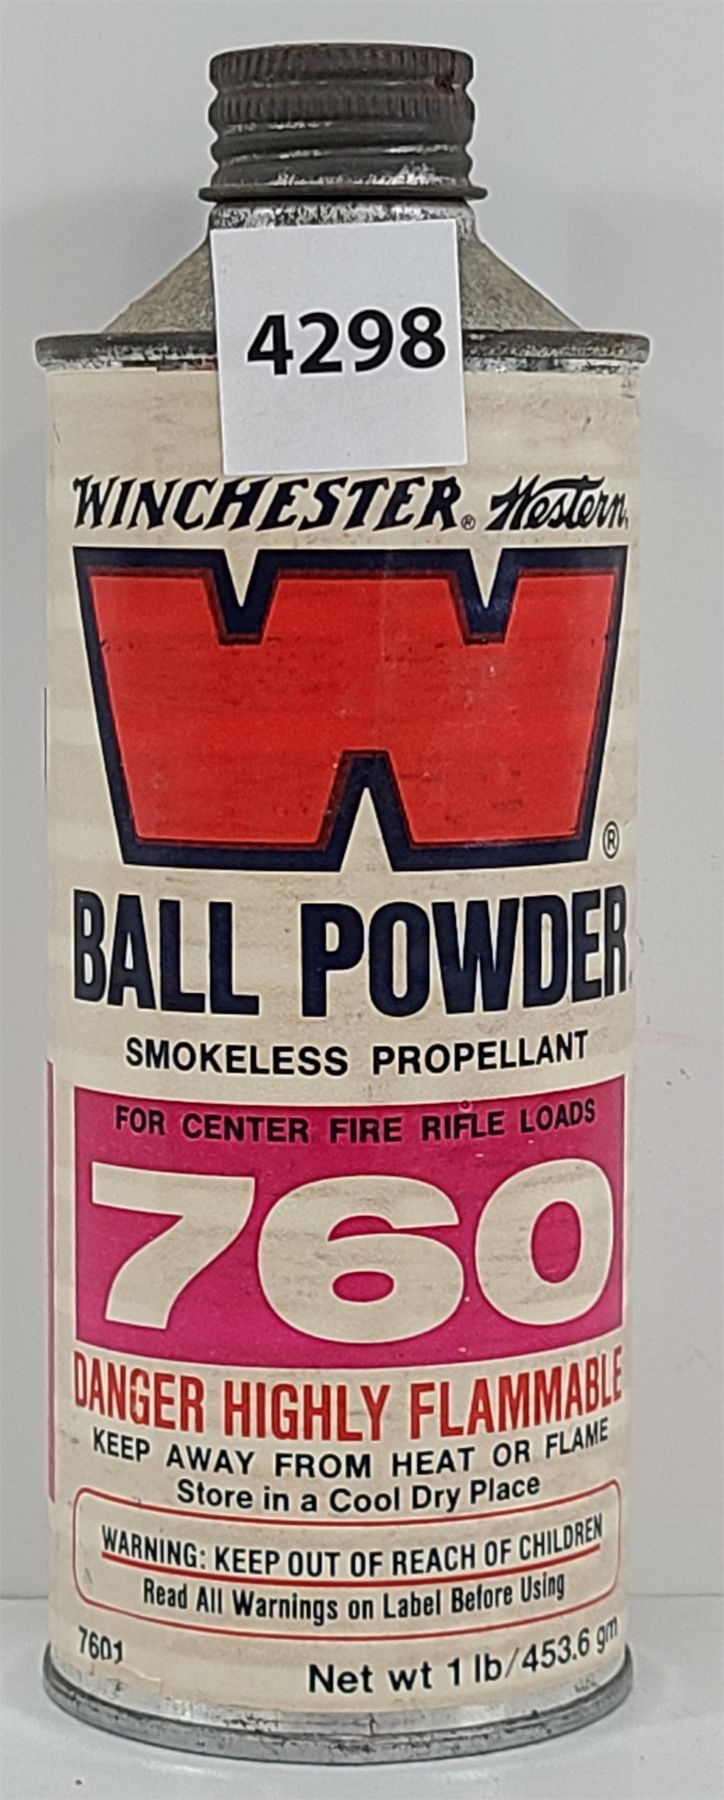 4298
WINCHESTER® Western.
W ®
BALL POWDER.
SMOKELESS PROPELLANT
FOR CENTER FIRE RIFLE LOADS
760
DANGER HIGHLY FLAMMABLE
KEEP AWAY FROM HEAT OR FLAME
Store in a Cool Dry Place
WARNING: KEEP OUT OF REACH OF CHILDREN
Read All Warnings on Label Before Using
7601
Net wt 1 lb/453.6 gm